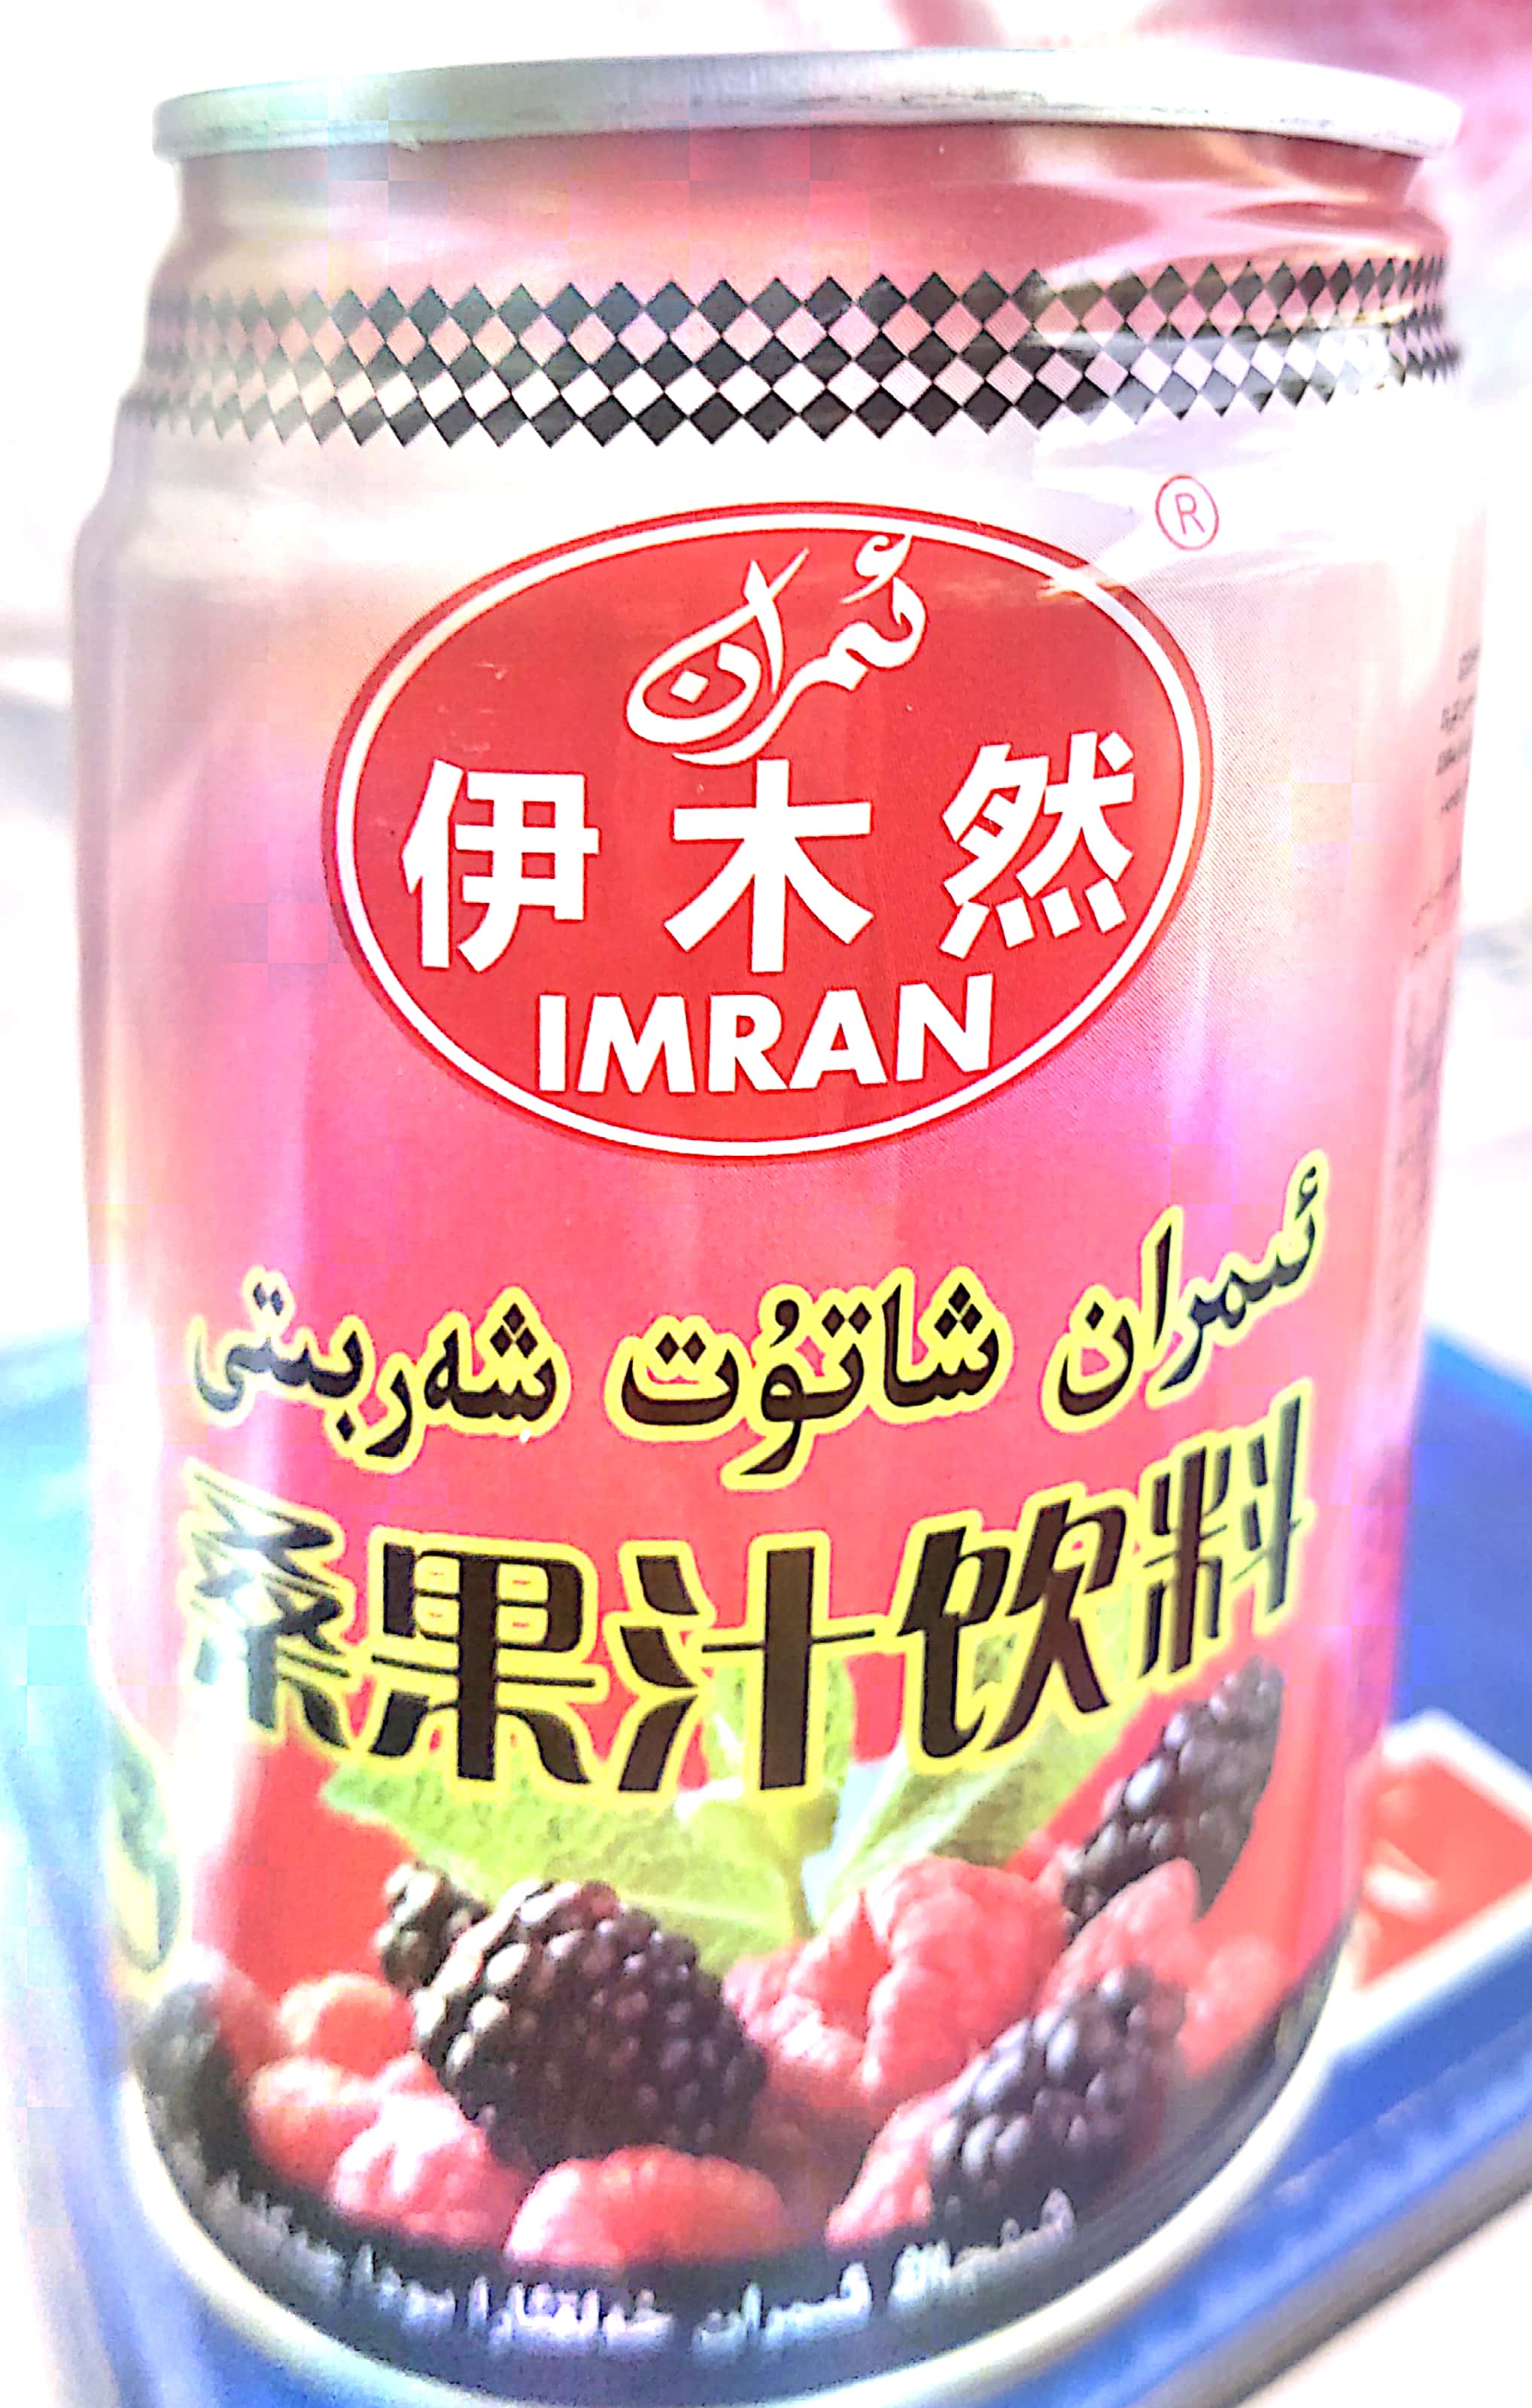 ®
ئىمران
伊木然
IMRAN
ئىمران شاتۇت شەربىتى
桑果汁饮料